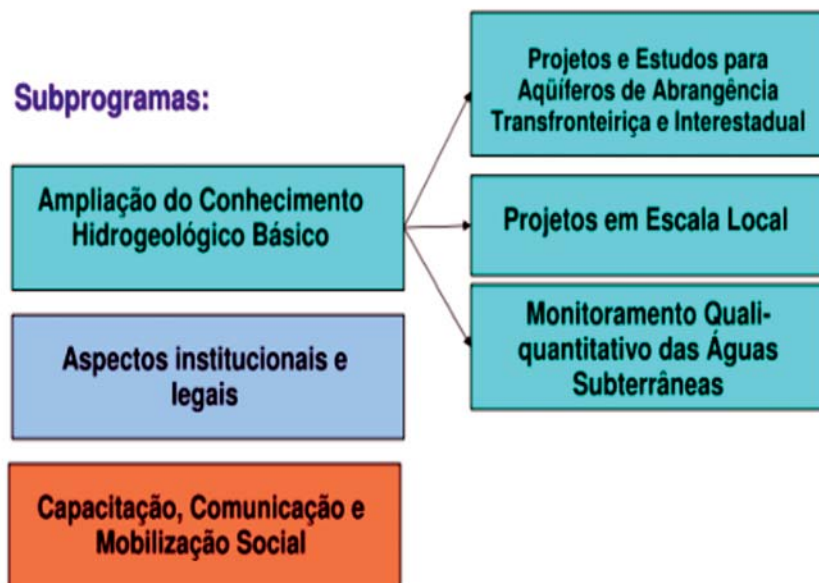 Subprogramas:
Ampliação do Conhecimento
Hidrogeológico Básico
Aspectos institucionais e
legais
Capacitação, Comunicação e
Mobilização Social
Projetos e Estudos para
Aqüíferos de Abrangência
Transfronteiriça e Interestadual
Projetos em Escala Local
Monitoramento Quali-
quantitativo das Águas
Subterrâneas